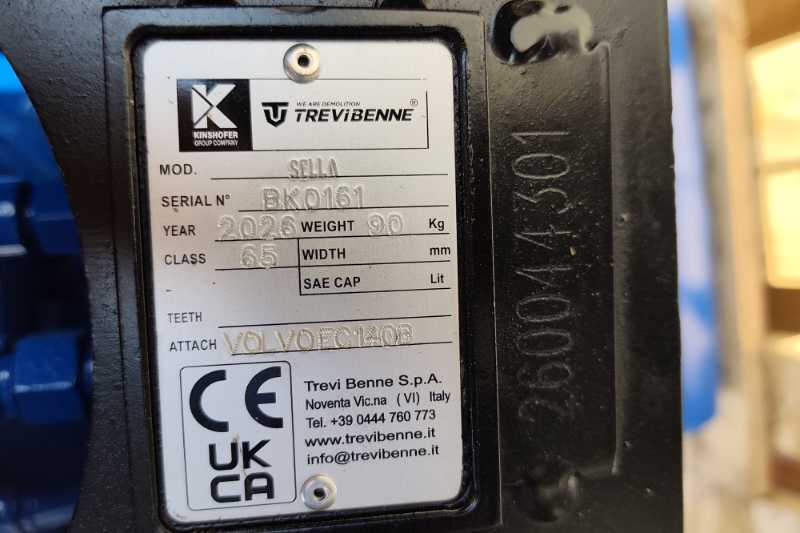 KINSHOFER
GROUP COMPANY
WE ARE DEMOLITION
TREVIBENNE®
MOD. SELLA
SERIAL N° BK0161
YEAR 2026 WEIGHT 90 Kg
CLASS 65 WIDTH mm
SAE CAP Lit
TEETH
ATTACH VOLVOEC140B
CE
UK
CA
Trevi Benne S.p.A.
Noventa Vic.na ( VI ) Italy
Tel. +39 0444 760 773
www.trevibenne.it
info@trevibenne.it
260044301